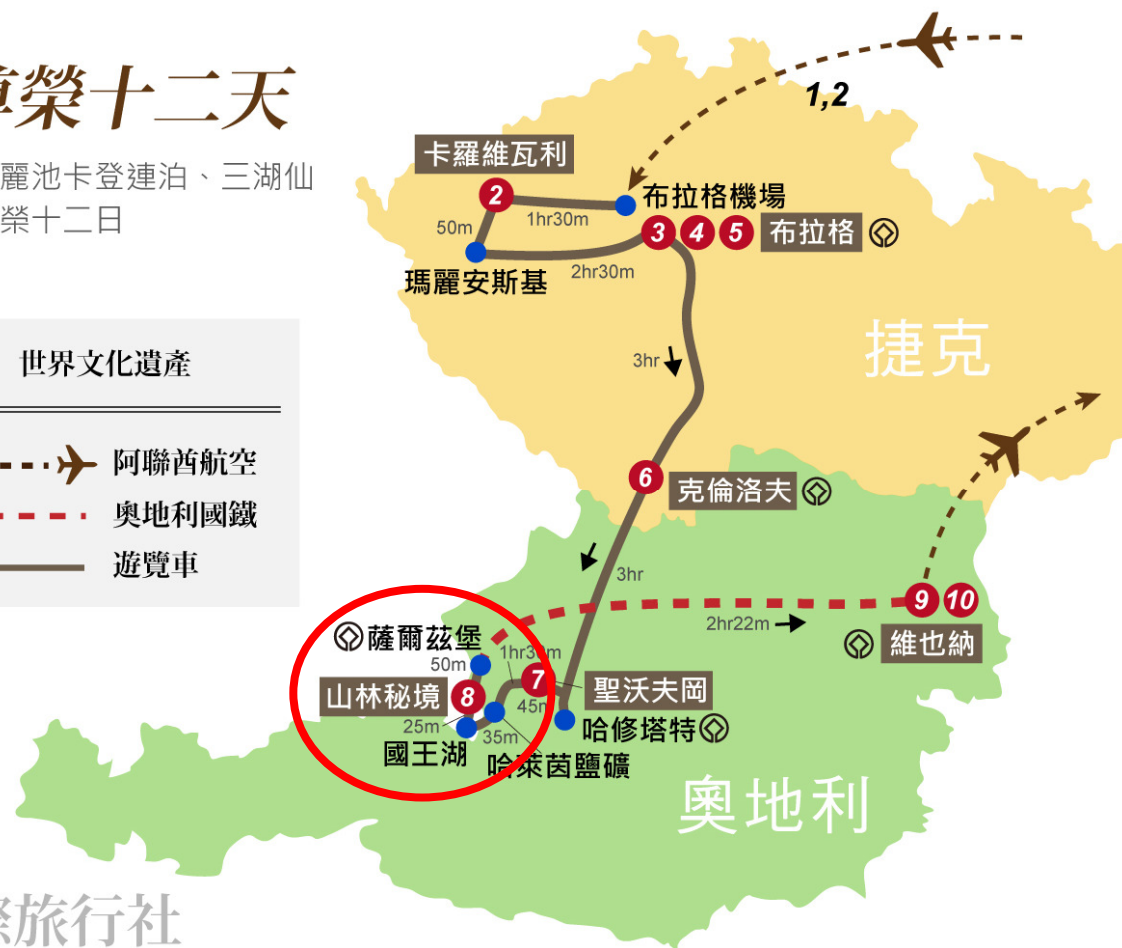 榮十二天
麗池卡登連泊、三湖仙
榮十二日
世界文化遺產
阿聯酋航空
奧地利國鐵
遊覽車
1,2
卡羅維瓦利
2
1hr30m
布拉格機場
50m
3 4 5 布拉格
瑪麗安斯基
2hr30m
捷克
3hr
6 克倫洛夫
3hr
9 10
2hr22m
維也納
薩爾茲堡
50m
1hr30m
山林秘境 8
7 聖沃夫岡
45m
25m
35m
國王湖
哈萊茵鹽礦
哈修塔特
奧地利
旅行社